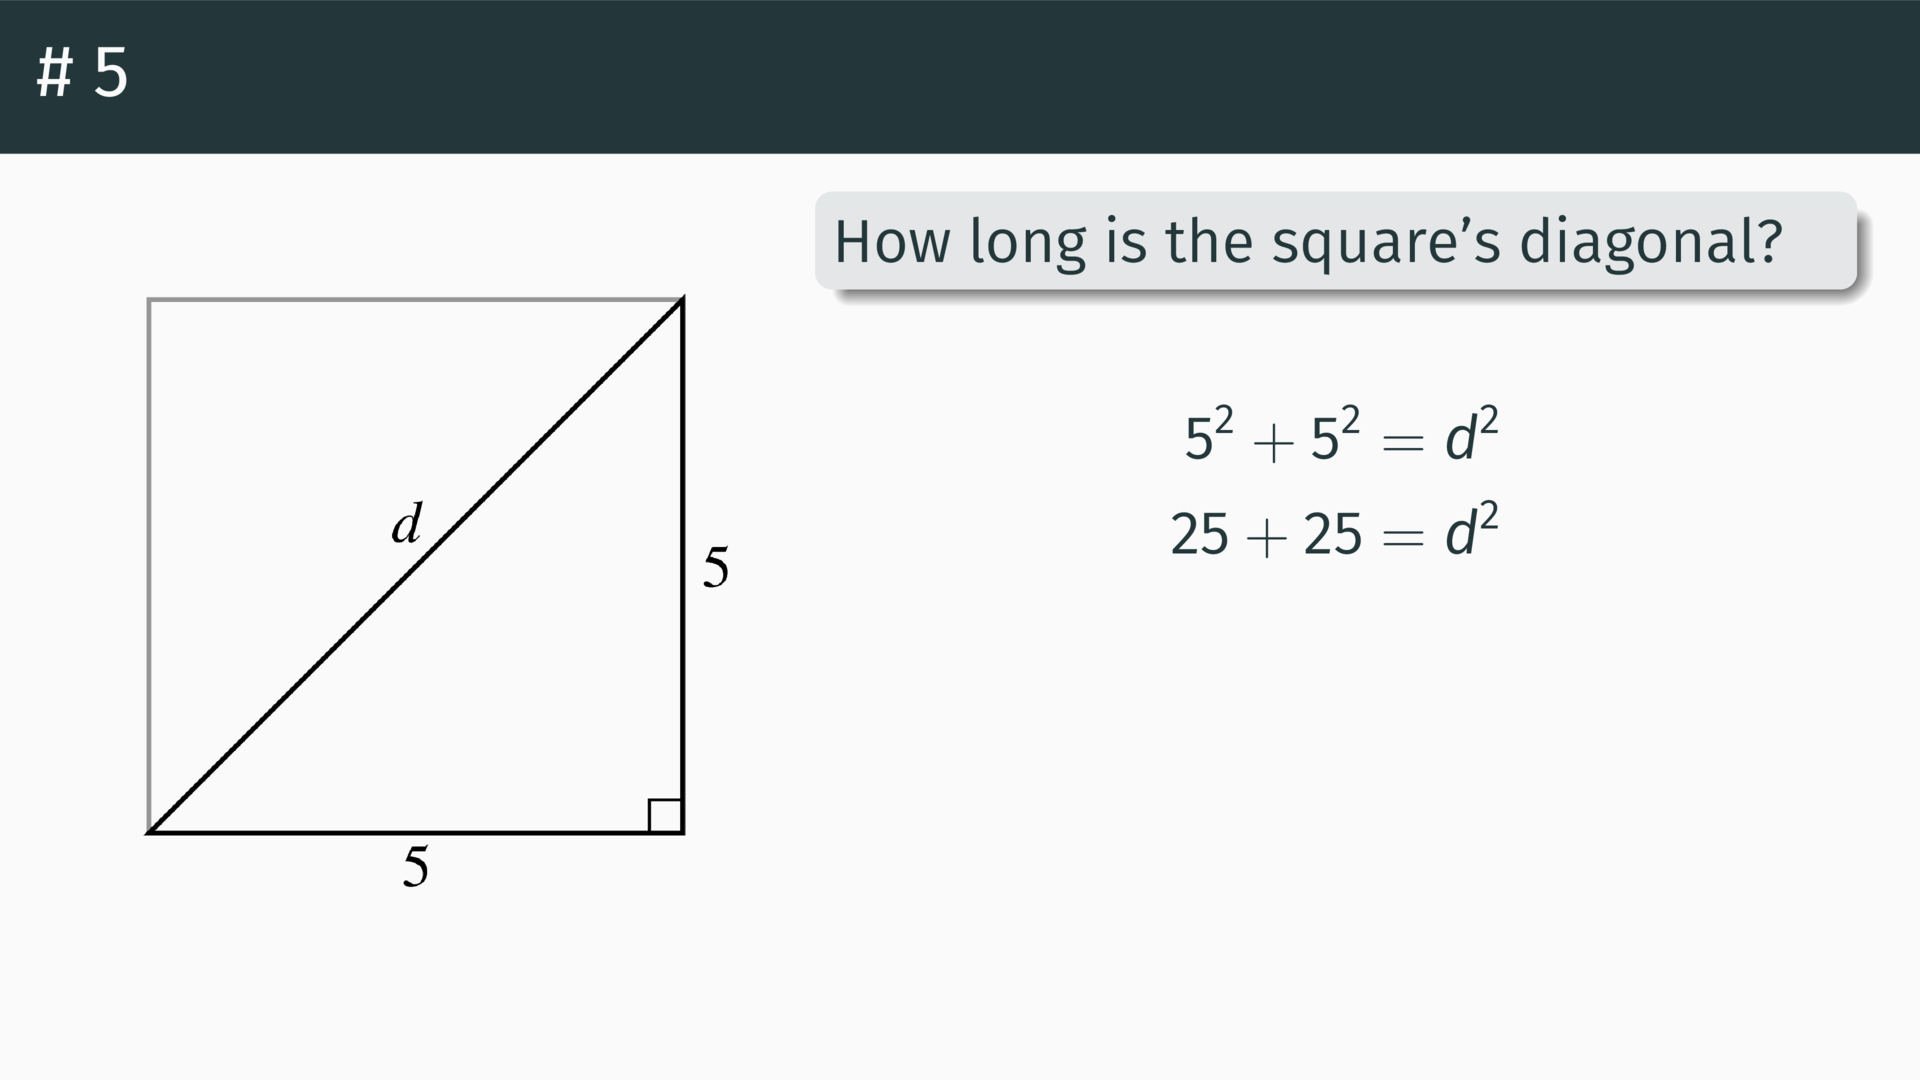 # 5
How long is the square’s diagonal?
5² + 5² = d²
25 + 25 = d²
d
5
5